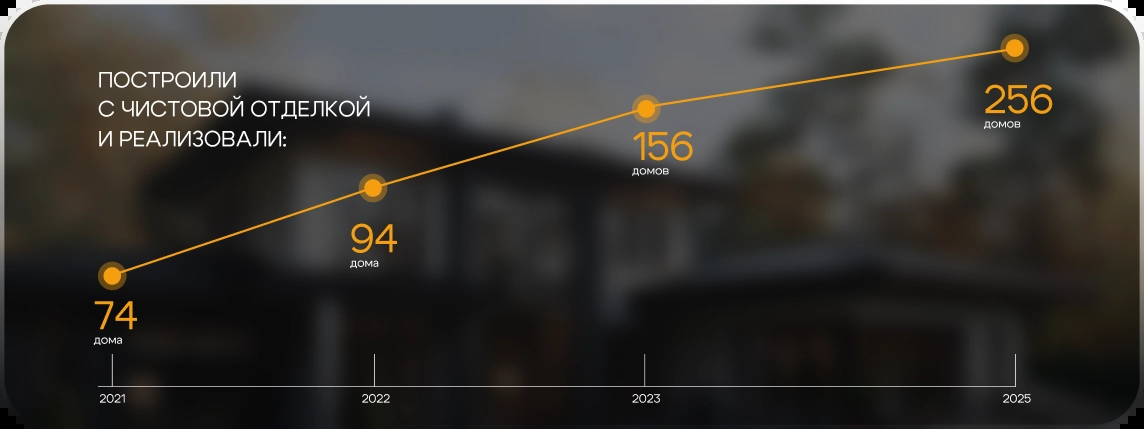 ПОСТРОИЛИ
С ЧИСТОВОЙ ОТДЕЛКОЙ
И РЕАЛИЗОВАЛИ:
256
домов
156
домов
94
дома
74
дома
2021 2022 2023 2025